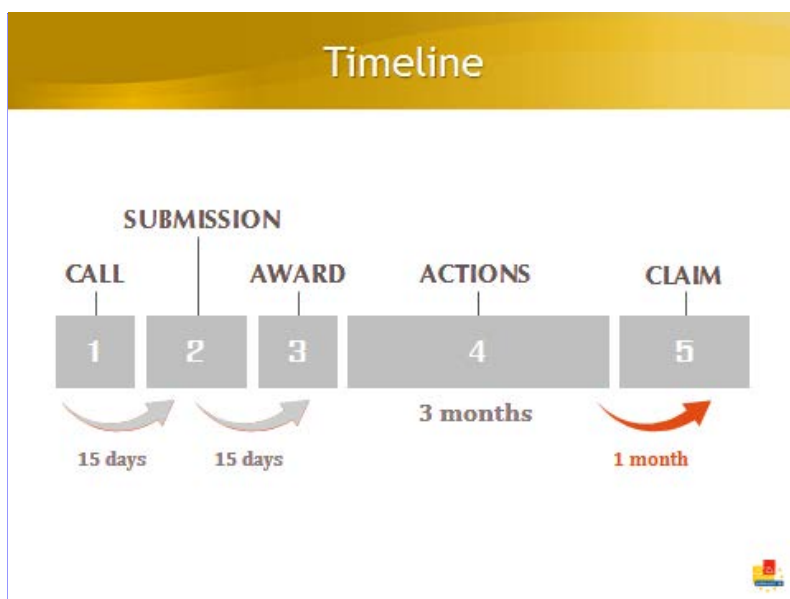 Timeline
SUBMISSION
CALL
AWARD
ACTIONS
CLAIM
1
2
3
4
5
3 months
15 days
15 days
1 month